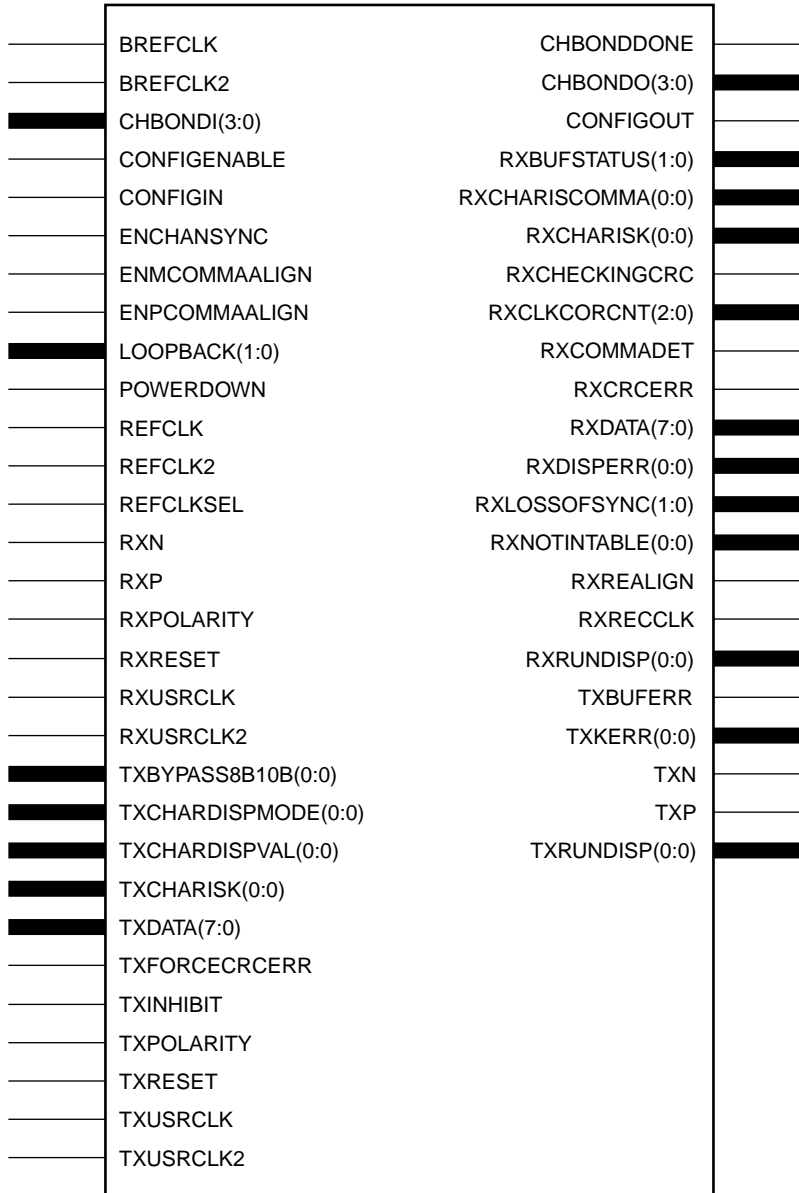 BREFCLK
BREFCLK2
CHBONDI(3:0)
CONFIGENABLE
CONFIGIN
ENCHANSYNC
ENMCOMMAALIGN
ENPCOMMAALIGN
LOOPBACK(1:0)
POWERDOWN
REFCLK
REFCLK2
REFCLKSEL
RXN
RXP
RXPOLARITY
RXRESET
RXUSRCLK
RXUSRCLK2
TXBYPASS8B10B(0:0)
TXCHARDISPMODE(0:0)
TXCHARDISPVAL(0:0)
TXCHARISK(0:0)
TXDATA(7:0)
TXFORCECRCERR
TXINHIBIT
TXPOLARITY
TXRESET
TXUSRCLK
TXUSRCLK2
CHBONDDONE
CHBONDO(3:0)
CONFIGOUT
RXBUFSTATUS(1:0)
RXCHARISCOMMA(0:0)
RXCHARISK(0:0)
RXCHECKINGCRC
RXCLKCORCNT(2:0)
RXCOMMADET
RXCRCERR
RXDATA(7:0)
RXDISPERR(0:0)
RXLOSSOFSYNC(1:0)
RXNOTINTABLE(0:0)
RXREALIGN
RXRECCLK
RXRUNDISP(0:0)
TXBUFERR
TXKERR(0:0)
TXN
TXP
TXRUNDISP(0:0)